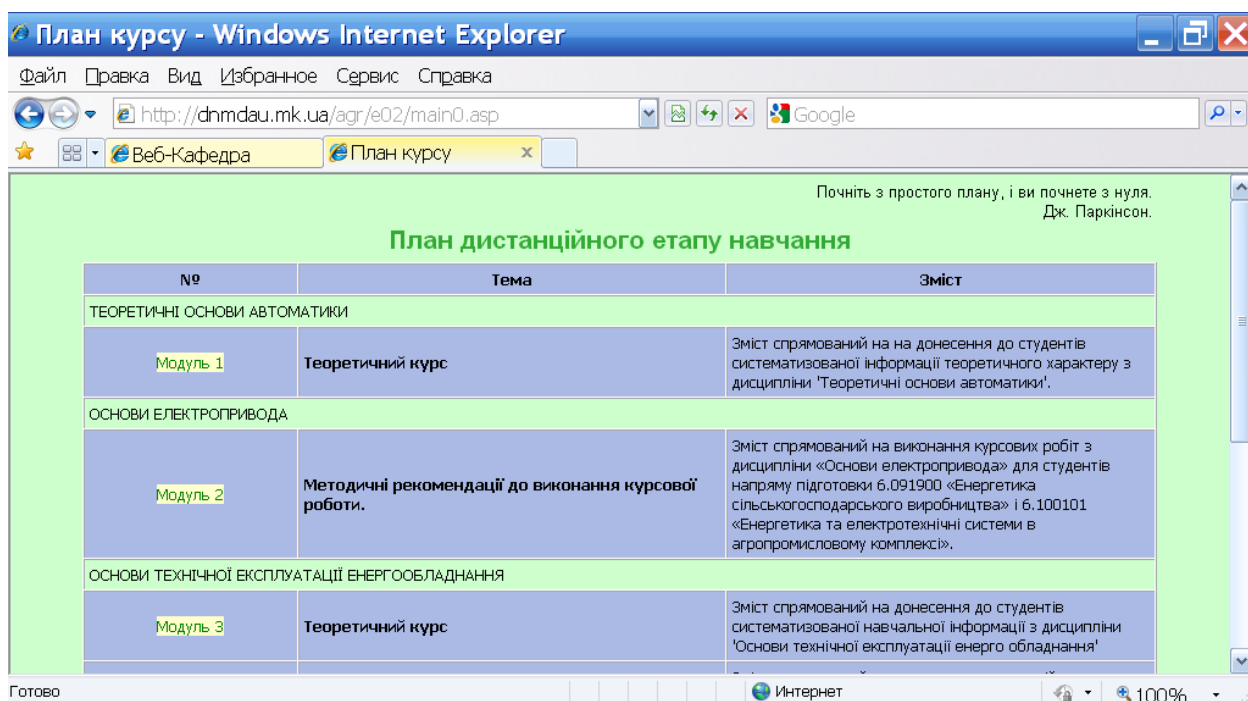 План курсу - Windows Internet Explorer
Файл Правка Вид Избранное Сервис Справка
http://dnmdau.mk.ua/agr/e02/main0.asp Google
Веб-Кафедра План курсу
Почніть з простого плану, і ви почнете з нуля.
Дж. Паркінсон.
План дистанційного етапу навчання
№ Тема Зміст
ТЕОРЕТИЧНІ ОСНОВИ АВТОМАТИКИ
Модуль 1
Теоретичний курс
Зміст спрямований на на донесення до студентів
систематизованої інформації теоретичного характеру з
дисципліни 'Теоретичні основи автоматики'.
ОСНОВИ ЕЛЕКТРОПРИВОДА
Модуль 2
Методичні рекомендації до виконання курсової
роботи.
Зміст спрямований на виконання курсових робіт з
дисципліни «Основи електропривода» для студентів
напряму підготовки 6.091900 «Енергетика
сільськогосподарського виробництва» і 6.100101
«Енергетика та електротехнічні системи в
агропромисловому комплексі».
ОСНОВИ ТЕХНІЧНОЇ ЕКСПЛУАТАЦІЇ ЕНЕРГООБЛАДНАННЯ
Модуль 3
Теоретичний курс
Зміст спрямований на донесення до студентів
систематизованої навчальної інформації з дисципліни
'Основи технічної експлуатації енерго обладнання'
Готово Интернет 100%